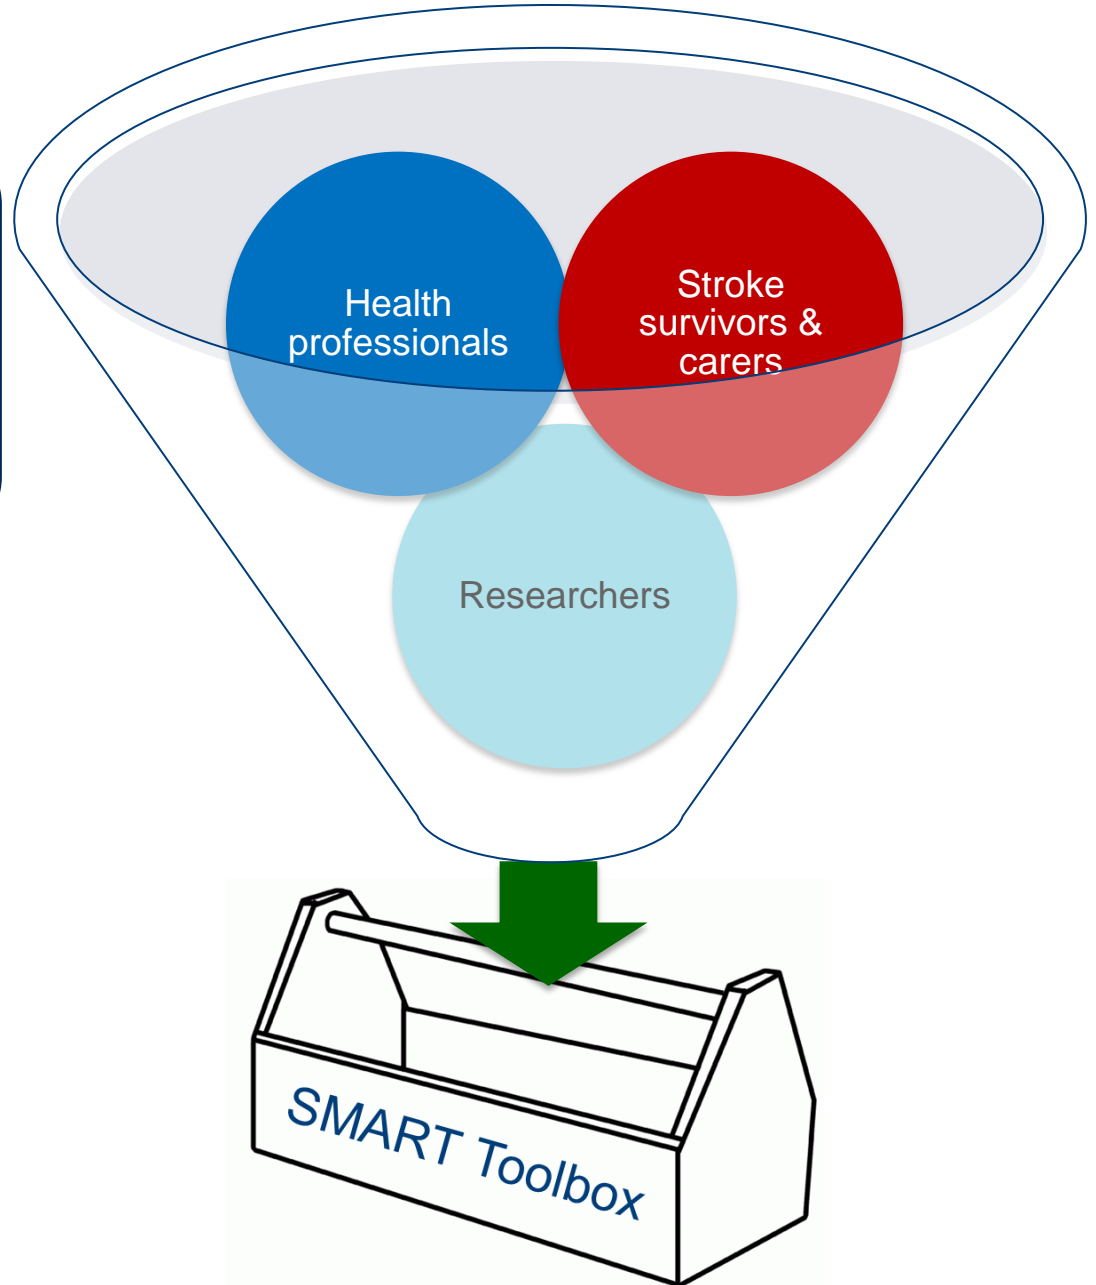 Health
professionals
Stroke
survivors &
carers
Researchers
SMART Toolbox